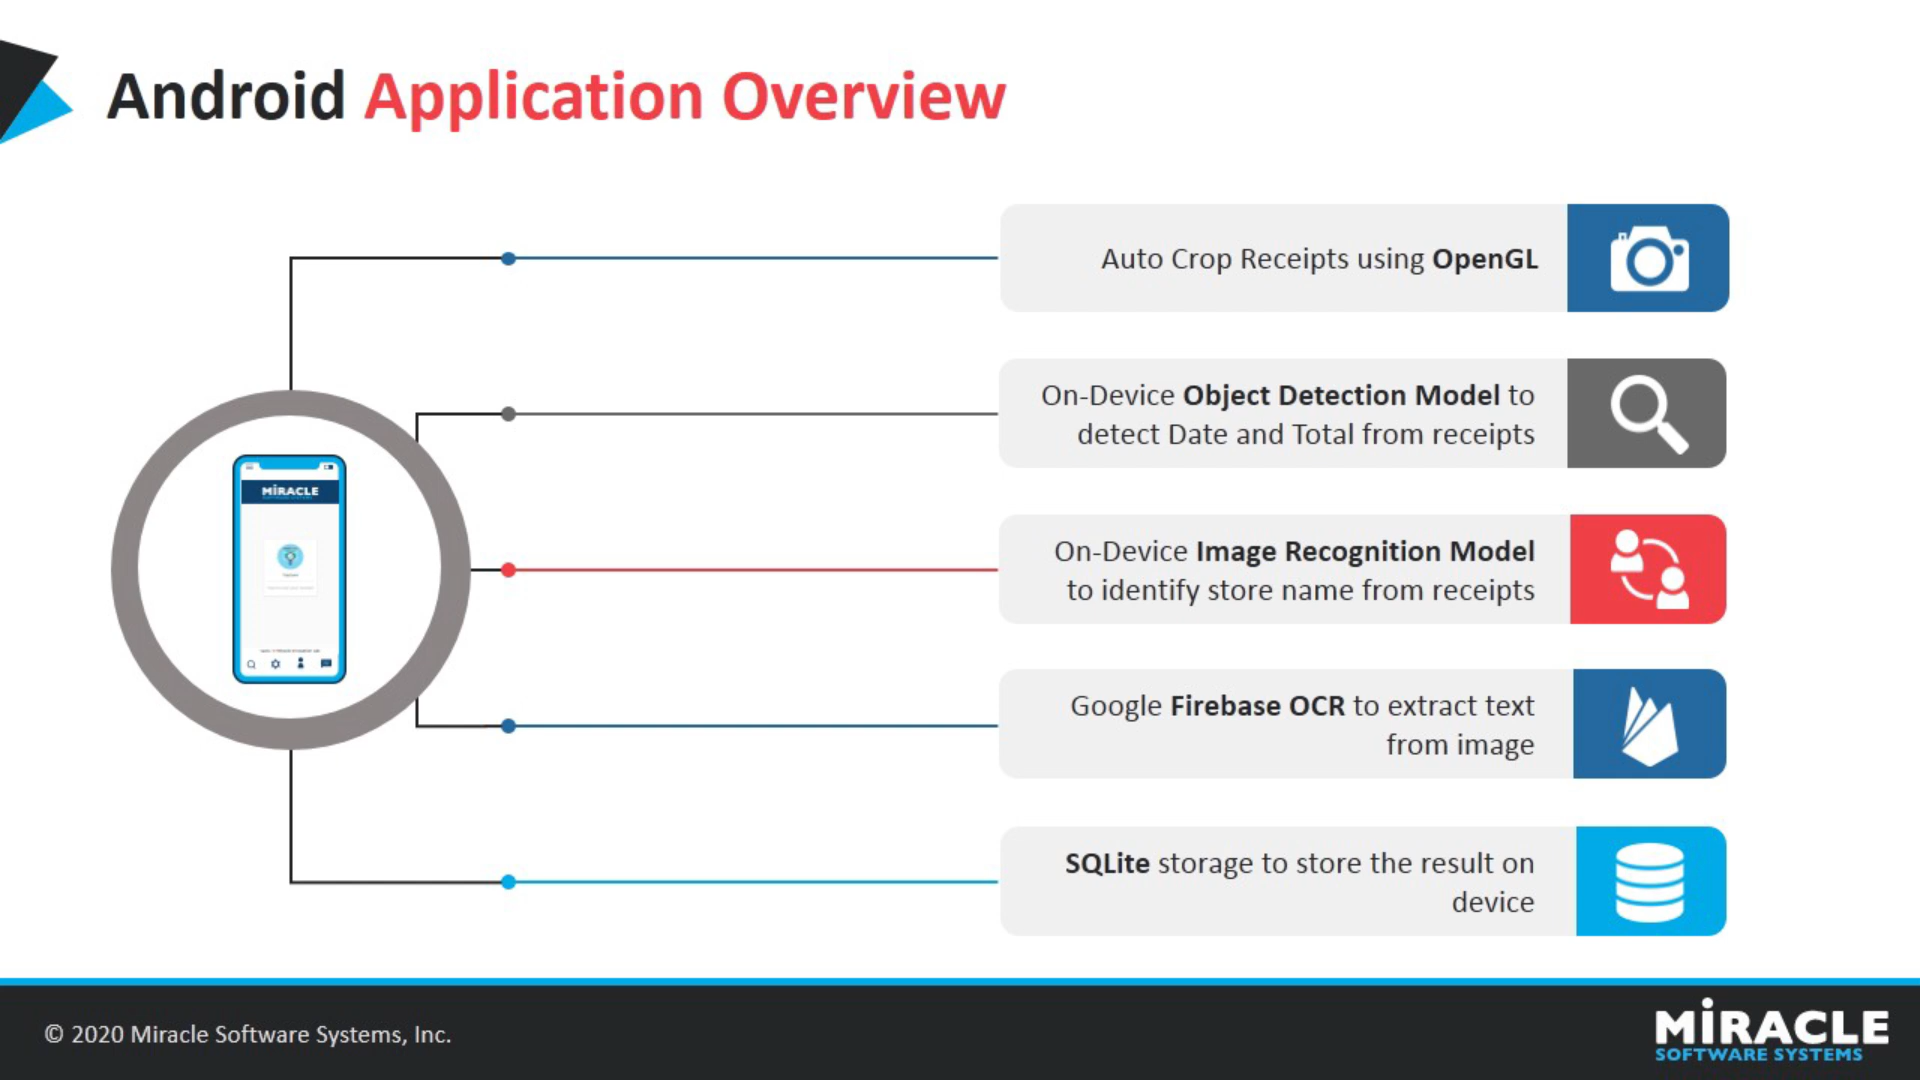 Android Application Overview
Auto Crop Receipts using OpenGL
On-Device Object Detection Model to
detect Date and Total from receipts
MiRACLE
On-Device Image Recognition Model
to identify store name from receipts
Google Firebase OCR to extract text
from image
SQLite storage to store the result on
device
© 2020 Miracle Software Systems, Inc.
MiRACLE
SOFTWARE SYSTEMS